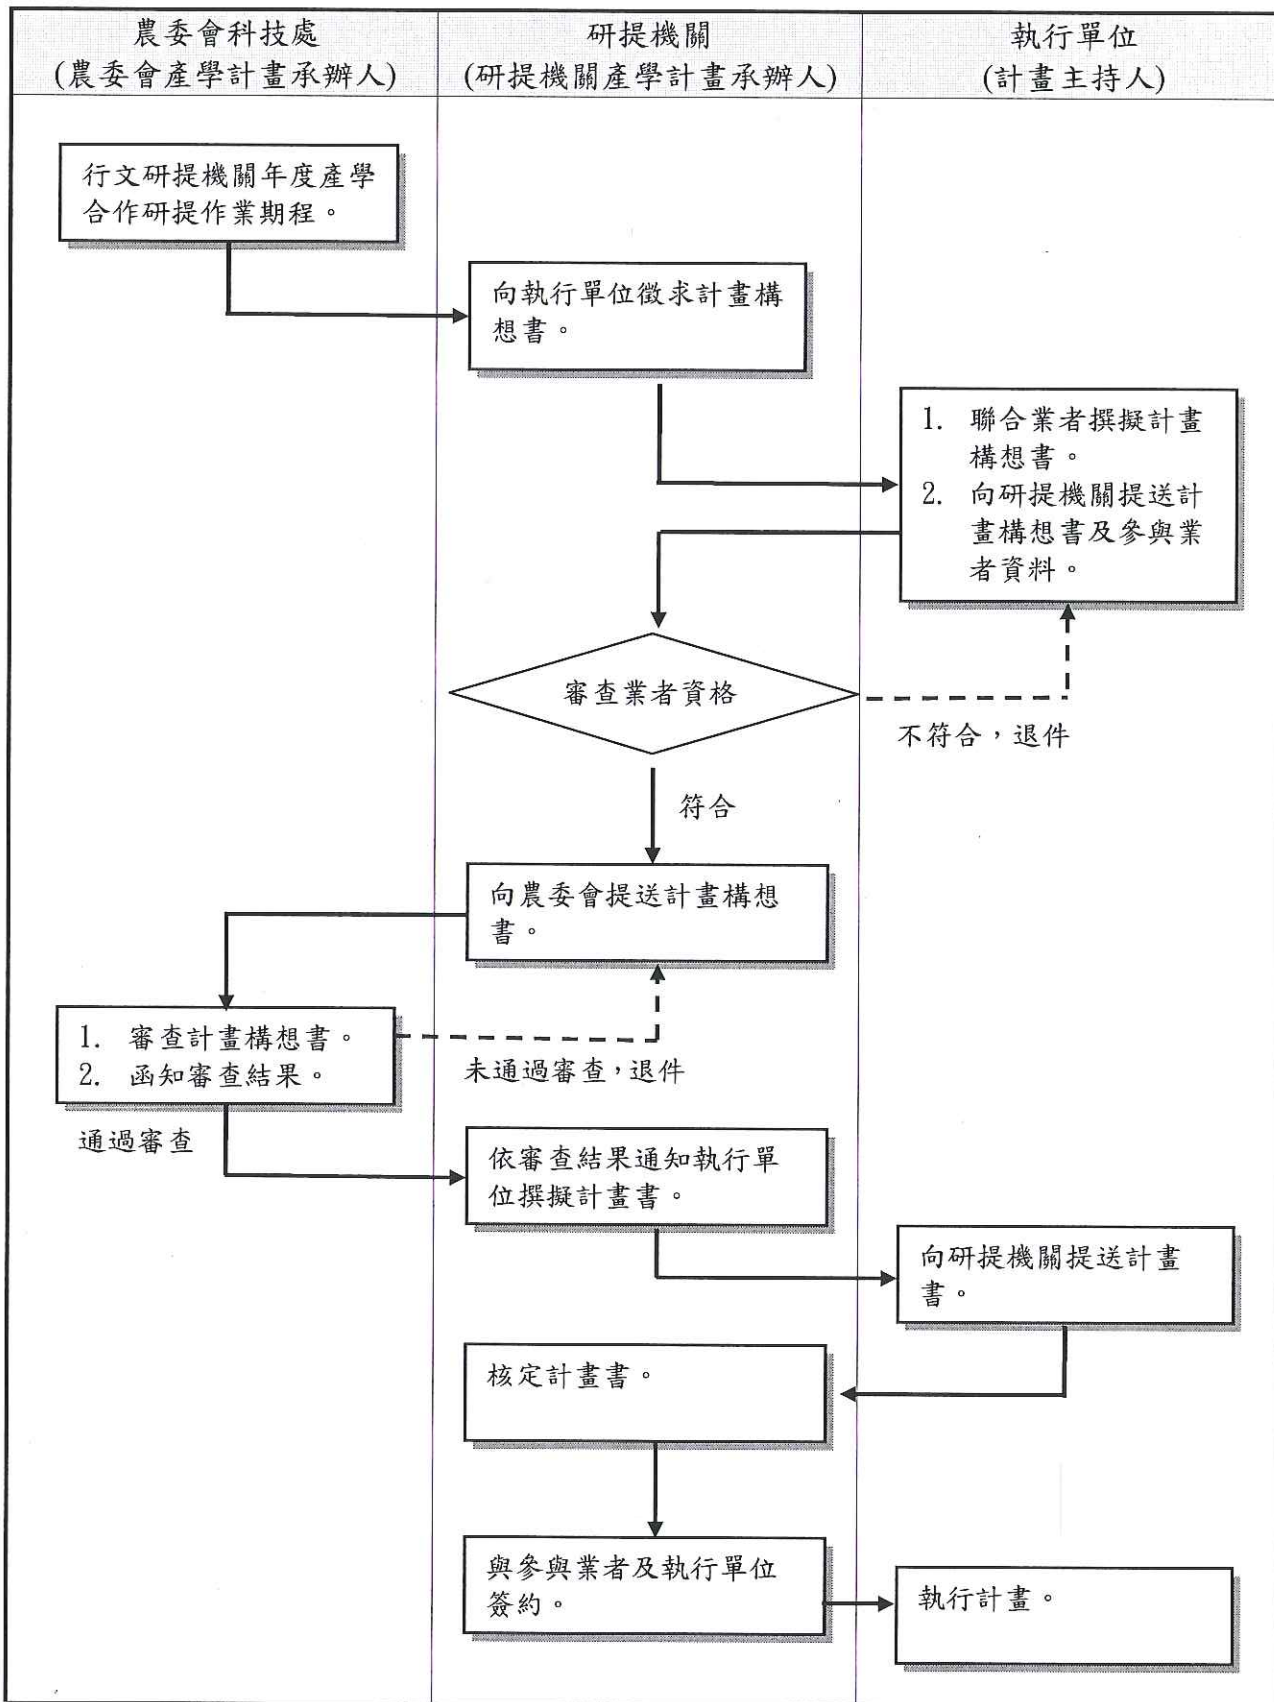 農委會科技處
(農委會產學計畫承辦人)
研提機關
(研提機關產學計畫承辦人)
執行單位
(計畫主持人)
行文研提機關年度產學
合作研提作業期程。
向執行單位徵求計畫構
想書。
1. 聯合業者撰擬計畫
構想書。
2. 向研提機關提送計
畫構想書及參與業
者資料。
審查業者資格
不符合，退件
符合
向農委會提送計畫構想
書。
1. 審查計畫構想書。
2. 函知審查結果。
未通過審查，退件
通過審查
依審查結果通知執行單
位撰擬計畫書。
向研提機關提送計畫
書。
核定計畫書。
與參與業者及執行單位
簽約。
執行計畫。